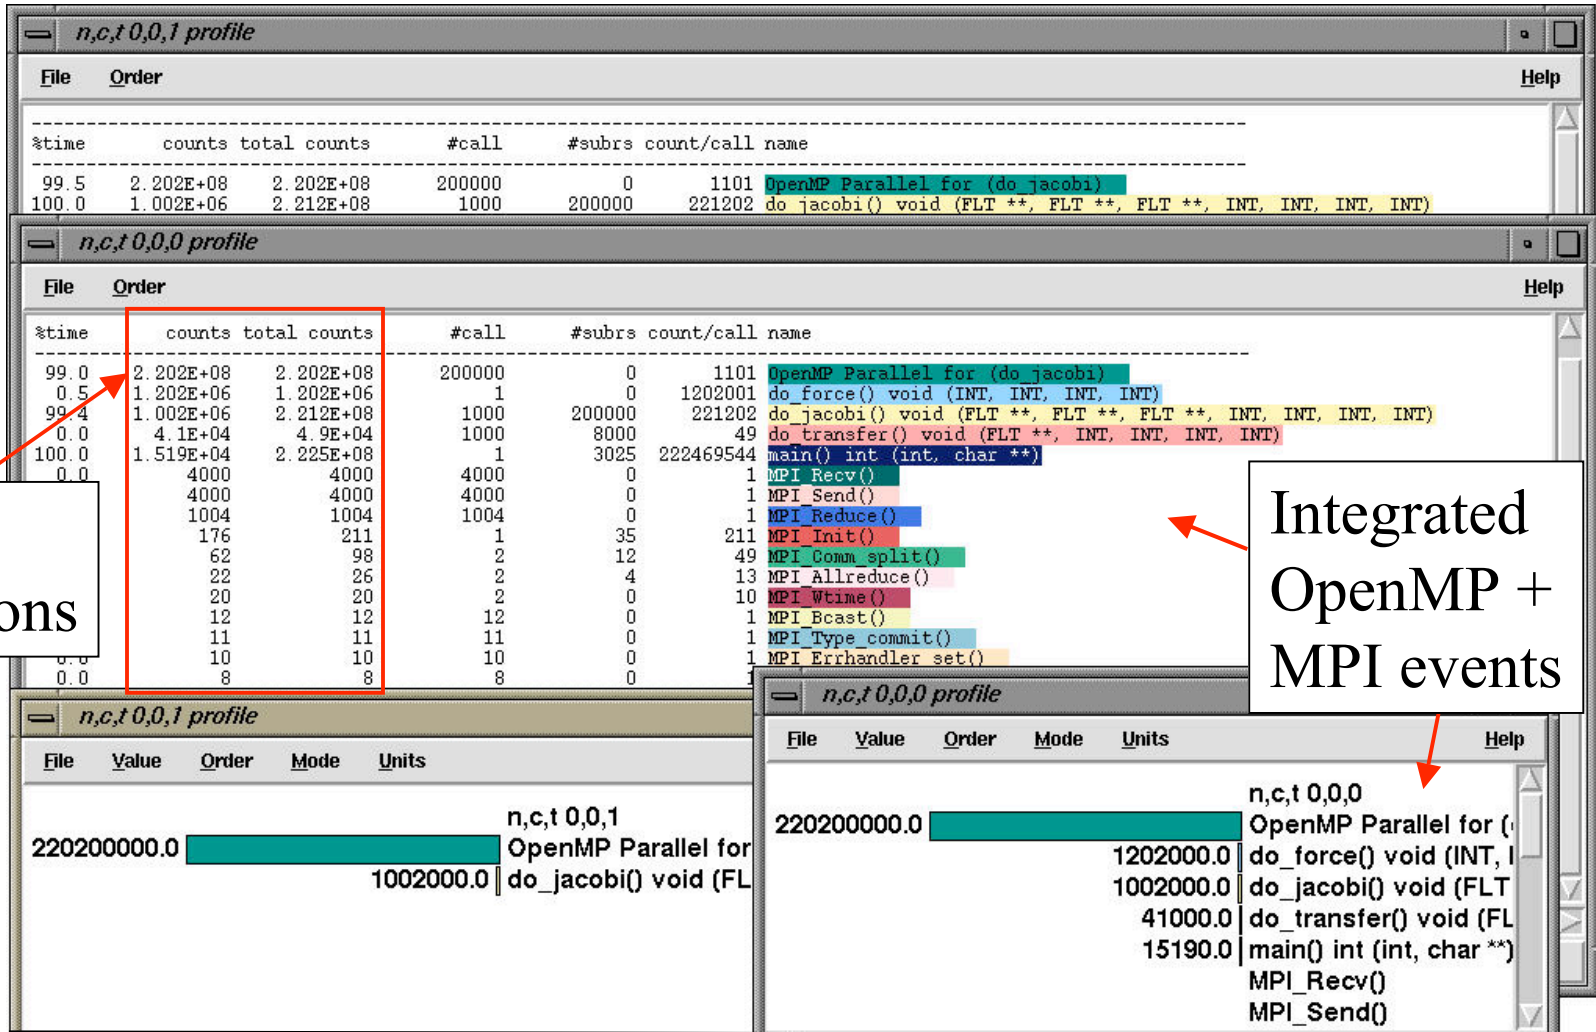 n,c,t 0,0,1 profile
File Order Help
%time counts total counts #call #subrs count/call name
99.5 2.202E+08 2.202E+08 200000 0 1101 OpenMP Parallel for (do_jacobi)
100.0 1.002E+06 2.212E+08 1000 200000 221202 do_jacobi() void (FLT **, FLT **, FLT **, INT, INT, INT, INT)
n,c,t 0,0,0 profile
File Order Help
%time counts total counts #call #subrs count/call name
99.0 2.202E+08 2.202E+08 200000 0 1101 OpenMP Parallel for (do_jacobi)
0.5 1.202E+06 1.202E+06 1 0 1202001 do_force() void (INT, INT, INT, INT)
99.4 1.002E+06 2.212E+08 1000 200000 221202 do_jacobi() void (FLT **, FLT **, FLT **, INT, INT, INT, INT)
0.0 4.1E+04 4.9E+04 1000 8000 49 do_transfer() void (FLT **, INT, INT, INT, INT)
100.0 1.519E+04 2.225E+08 1 3025 222469544 main() int (int, char **)
0.0 4000 4000 4000 0 1 MPI_Recv()
4000 4000 4000 0 1 MPI_Send()
1004 1004 1004 0 1 MPI_Reduce()
176 211 1 35 211 MPI_Init()
62 98 2 12 49 MPI_Comm_split()
22 26 2 4 13 MPI_Allreduce()
20 20 2 0 10 MPI_Wtime()
12 12 12 0 1 MPI_Bcast()
11 11 11 0 1 MPI_Type_commit()
0.0 10 10 10 0 1 MPI_Errhandler_set()
0.0 8 8 8 0 1
ons
Integrated
OpenMP +
MPI events
n,c,t 0,0,1 profile
File Value Order Mode Units
n,c,t 0,0,1
220200000.0 OpenMP Parallel for
1002000.0 do_jacobi() void (FL
n,c,t 0,0,0 profile
File Value Order Mode Units Help
n,c,t 0,0,0
220200000.0 OpenMP Parallel for (
1202000.0 do_force() void (INT, I
1002000.0 do_jacobi() void (FLT
41000.0 do_transfer() void (FL
15190.0 main() int (int, char **)
MPI_Recv()
MPI_Send()